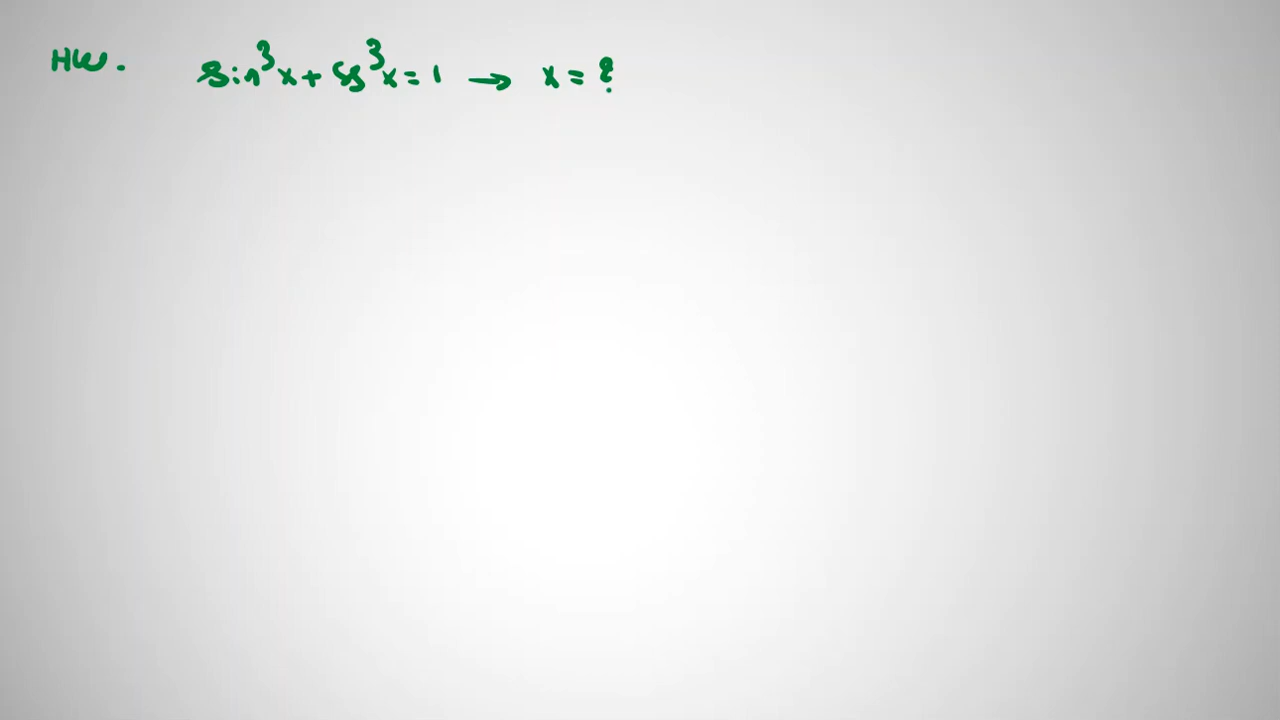 HW. sin³x + cos³x = 1 → x = ?